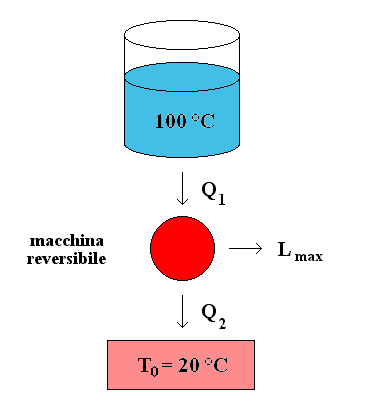 100 °C
Q1
macchina
reversibile
L max
Q2
T0 = 20 °C